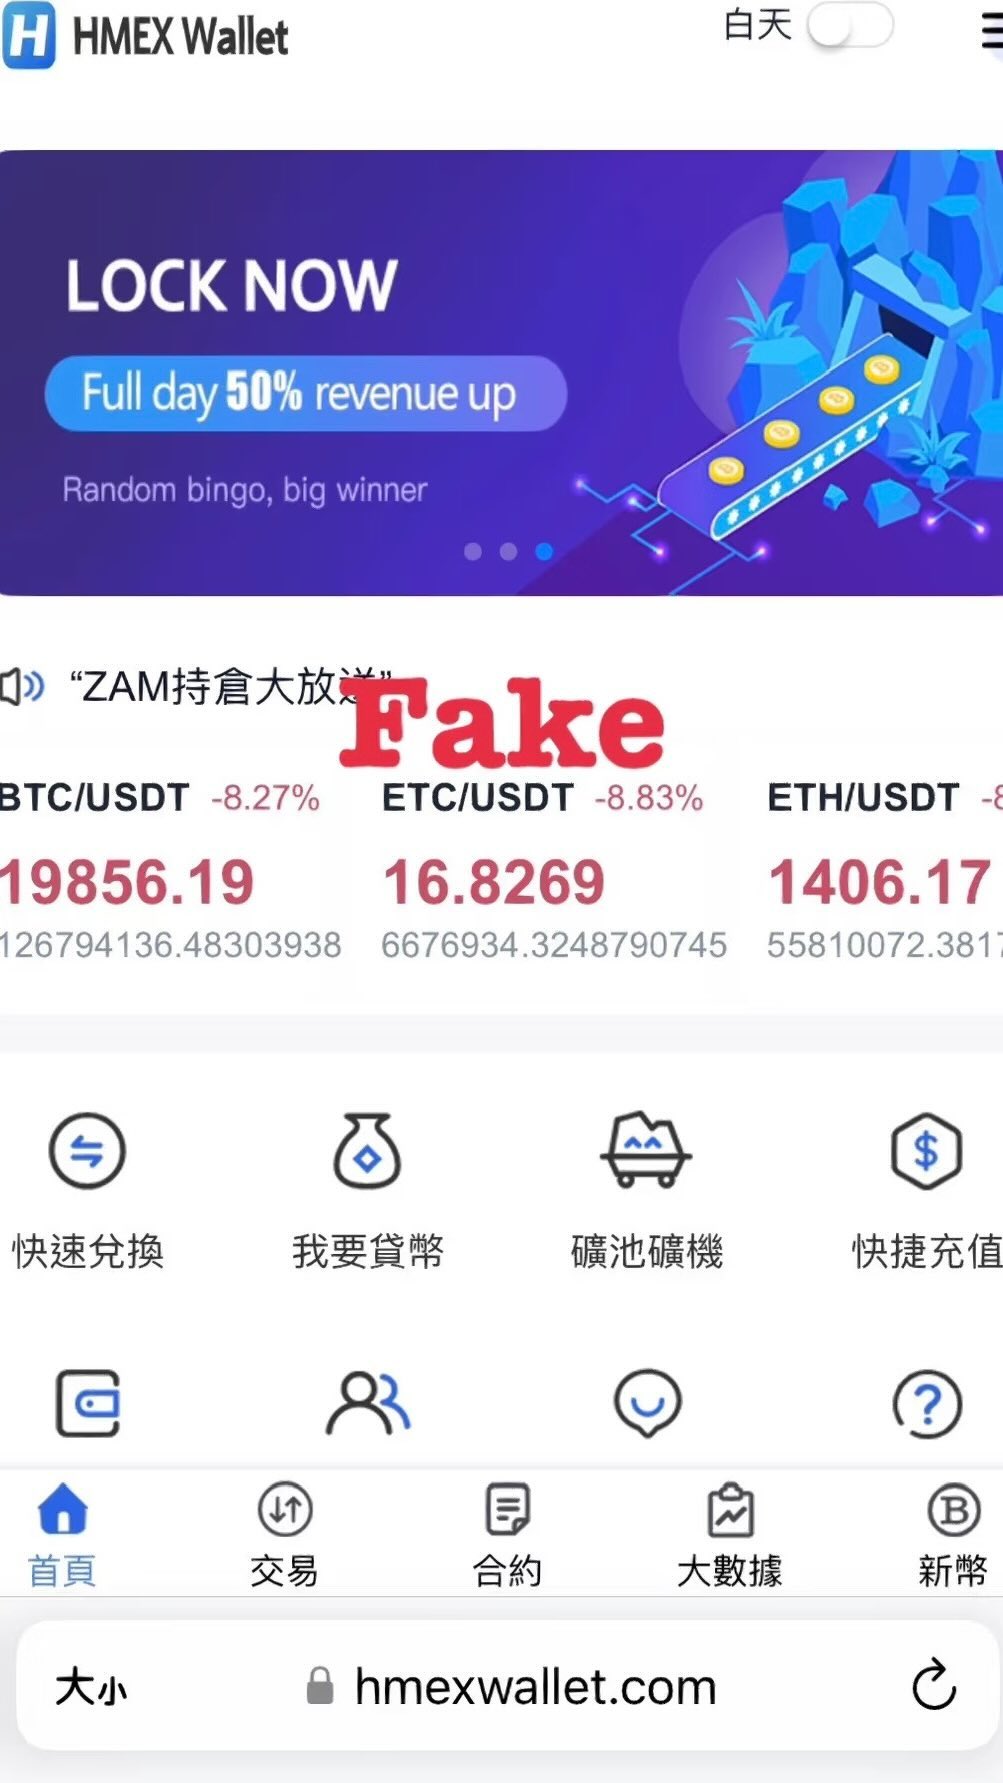 HMEX Wallet
白天
LOCK NOW
Full day 50% revenue up
Random bingo, big winner
“ZAM持倉大放送”
Fake
BTC/USDT -8.27% ETC/USDT -8.83% ETH/USDT -8
19856.19 16.8269 1406.17
126794136.48303938 6676934.3248790745 55810072.3817
快速兌換 我要貸幣 礦池礦機 快捷充值
首頁 交易 合約 大數據 新幣
大小 hmexwallet.com